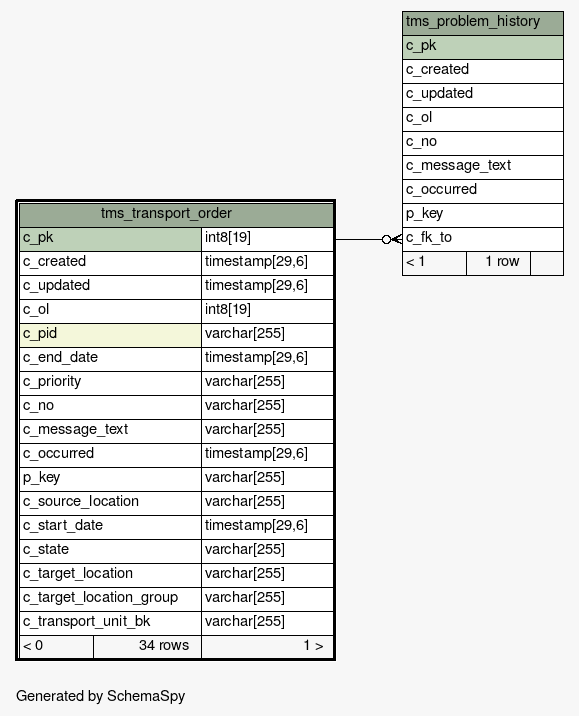 tms_problem_history
c_pk
c_created
c_updated
c_ol
c_no
c_message_text
c_occurred
p_key
c_fk_to
< 1 1 row
tms_transport_order
c_pk int8[19]
c_created timestamp[29,6]
c_updated timestamp[29,6]
c_ol int8[19]
c_pid varchar[255]
c_end_date timestamp[29,6]
c_priority varchar[255]
c_no varchar[255]
c_message_text varchar[255]
c_occurred timestamp[29,6]
p_key varchar[255]
c_source_location varchar[255]
c_start_date timestamp[29,6]
c_state varchar[255]
c_target_location varchar[255]
c_target_location_group varchar[255]
c_transport_unit_bk varchar[255]
< 0 34 rows 1 >
Generated by SchemaSpy